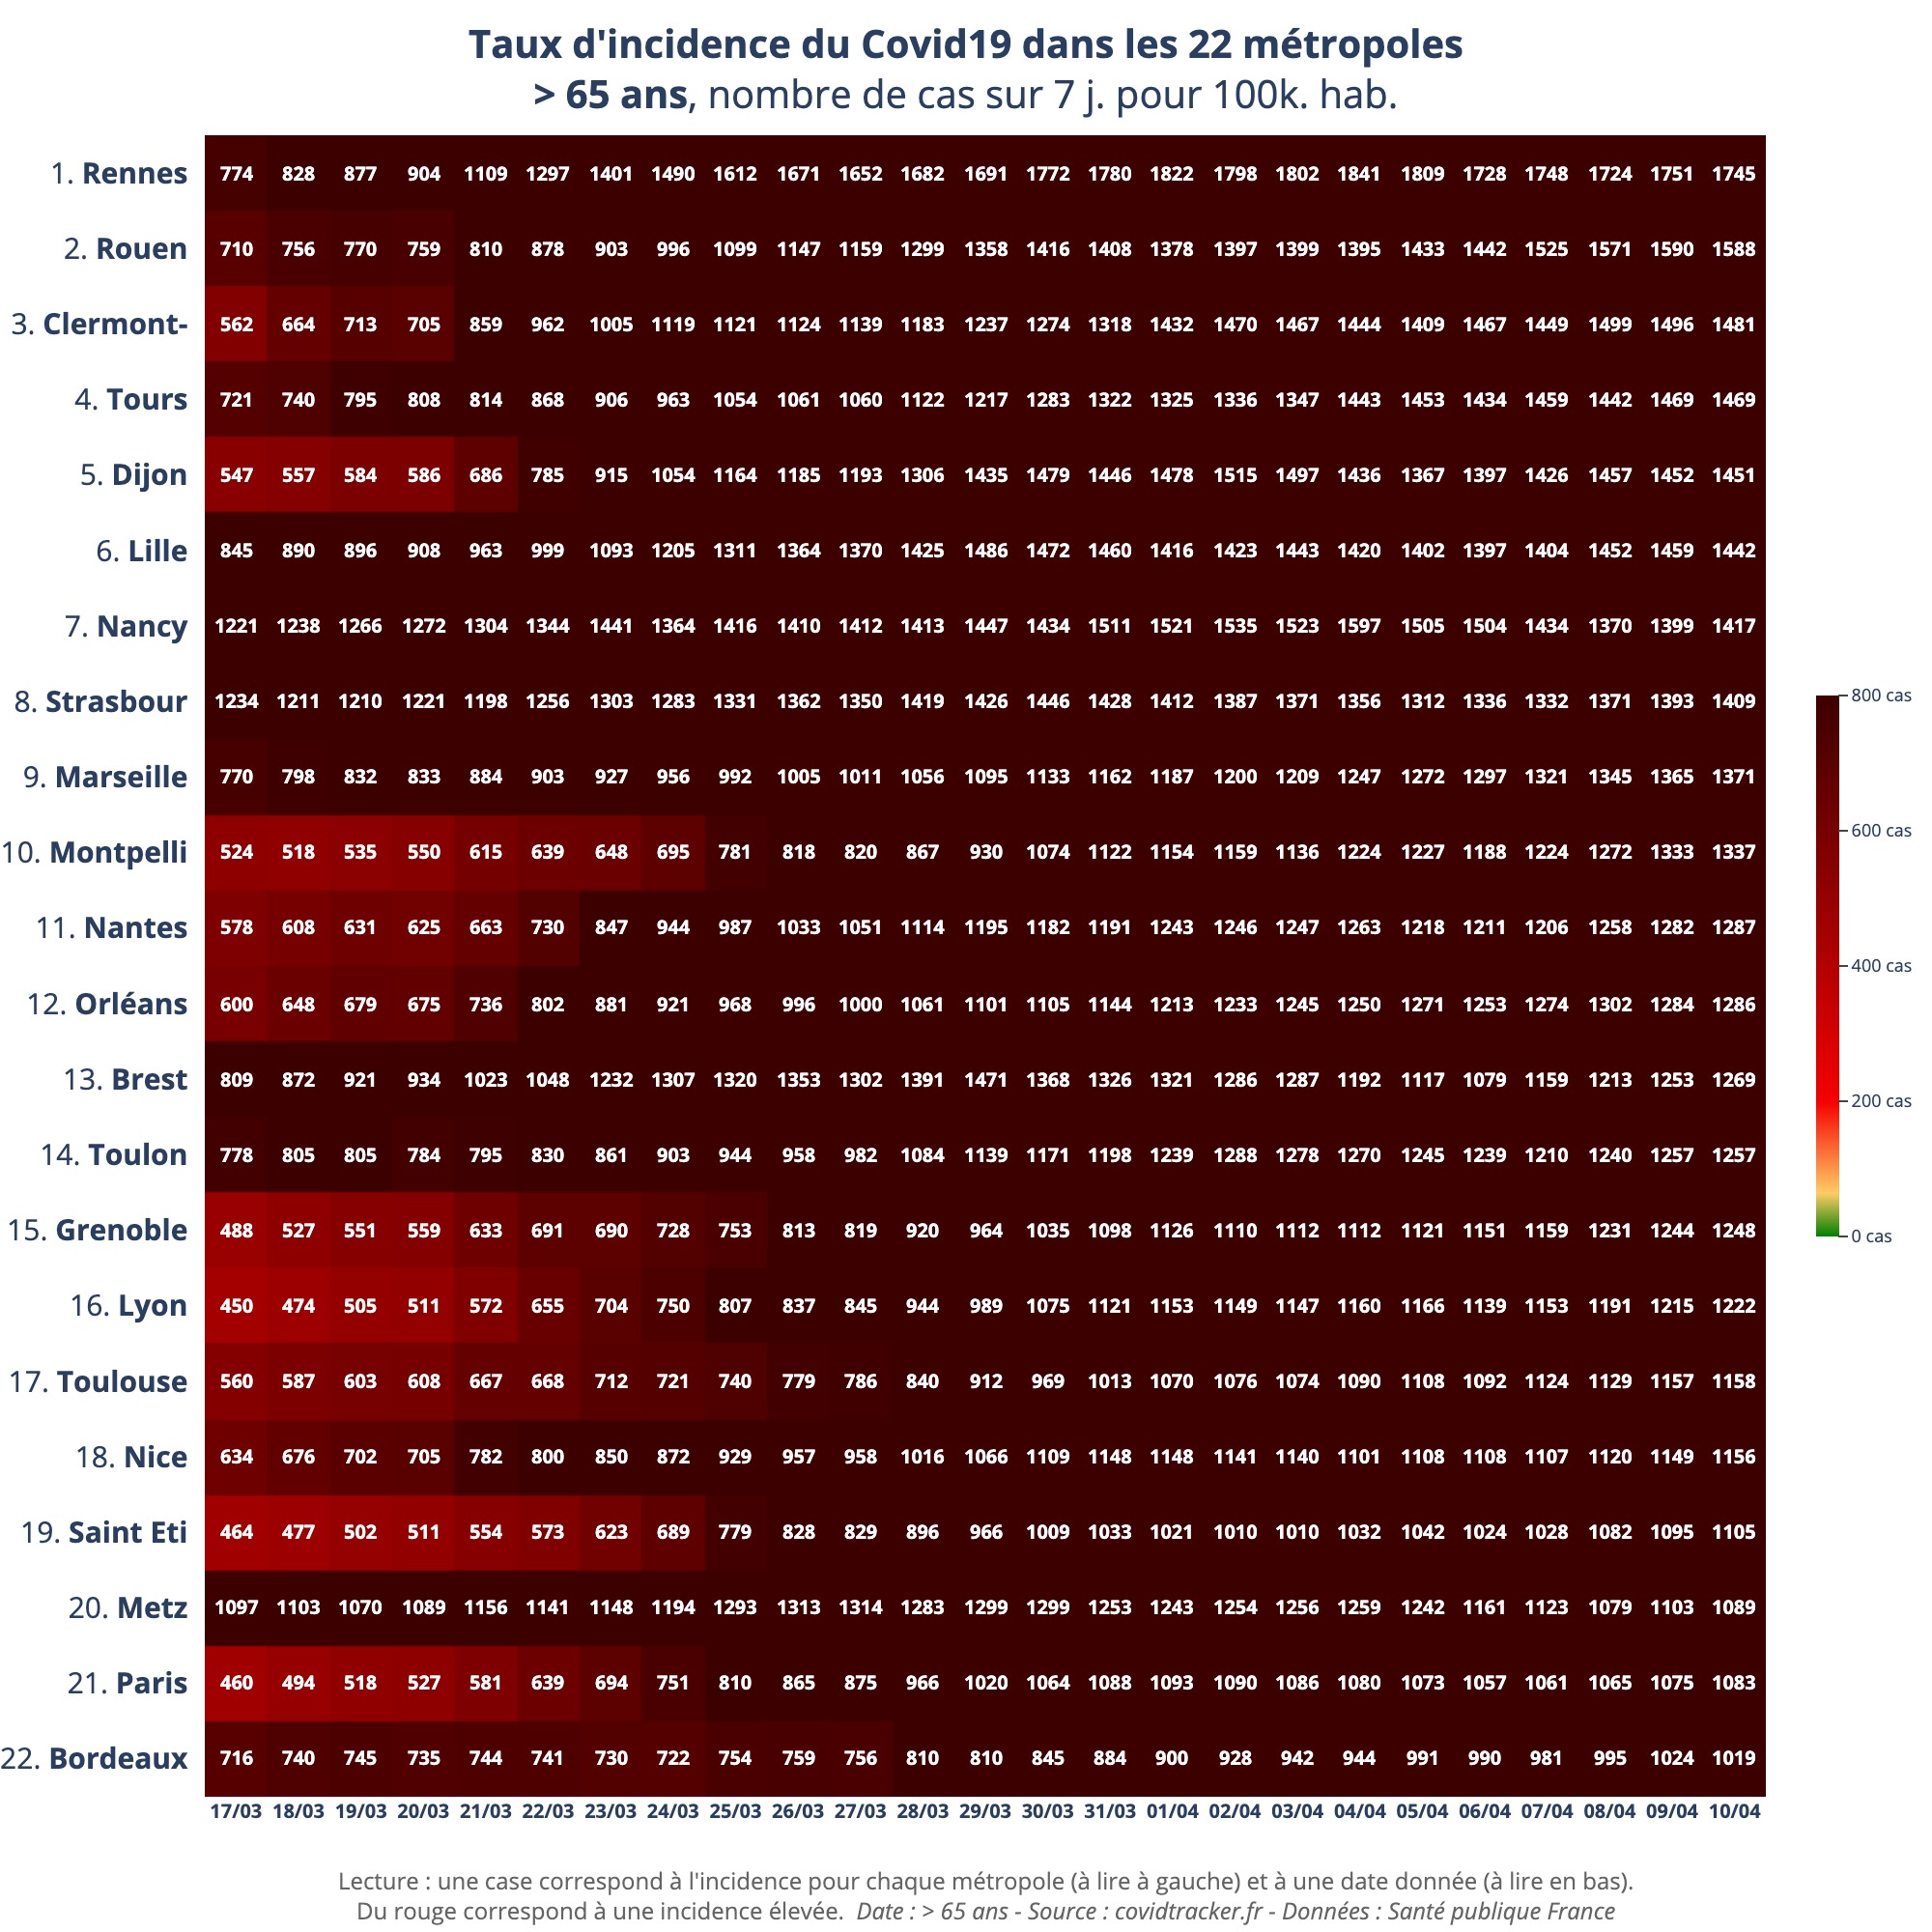 Taux d'incidence du Covid19 dans les 22 métropoles
> 65 ans, nombre de cas sur 7 j. pour 100k. hab.
1. Rennes 774 828 877 904 1109 1297 1401 1490 1612 1671 1652 1682 1691 1772 1780 1822 1798 1802 1841 1809 1728 1748 1724 1751 1745
2. Rouen 710 756 770 759 810 878 903 996 1099 1147 1159 1299 1358 1416 1408 1378 1397 1399 1395 1433 1442 1525 1571 1590 1588
3. Clermont- 562 664 713 705 859 962 1005 1119 1121 1124 1139 1183 1237 1274 1318 1432 1470 1467 1444 1409 1467 1449 1499 1496 1481
4. Tours 721 740 795 808 814 868 906 963 1054 1061 1060 1122 1217 1283 1322 1325 1336 1347 1443 1453 1434 1459 1442 1469 1469
5. Dijon 547 557 584 586 686 785 915 1054 1164 1185 1193 1306 1435 1479 1446 1478 1515 1497 1436 1367 1397 1426 1457 1452 1451
6. Lille 845 890 896 908 963 999 1093 1205 1311 1364 1370 1425 1486 1472 1460 1416 1423 1443 1420 1402 1397 1404 1452 1459 1442
7. Nancy 1221 1238 1266 1272 1304 1344 1441 1364 1416 1410 1412 1413 1447 1434 1511 1521 1535 1523 1597 1505 1504 1434 1370 1399 1417
8. Strasbour 1234 1211 1210 1221 1198 1256 1303 1283 1331 1362 1350 1419 1426 1446 1428 1412 1387 1371 1356 1312 1336 1332 1371 1393 1409
800 cas
9. Marseille 770 798 832 833 884 903 927 956 992 1005 1011 1056 1095 1133 1162 1187 1200 1209 1247 1272 1297 1321 1345 1365 1371
600 cas
10. Montpelli 524 518 535 550 615 639 648 695 781 818 820 867 930 1074 1122 1154 1159 1136 1224 1227 1188 1224 1272 1333 1337
11. Nantes 578 608 631 625 663 730 847 944 987 1033 1051 1114 1195 1182 1191 1243 1246 1247 1263 1218 1211 1206 1258 1282 1287
400 cas
12. Orléans 600 648 679 675 736 802 881 921 968 996 1000 1061 1101 1105 1144 1213 1233 1245 1250 1271 1253 1274 1302 1284 1286
13. Brest 809 872 921 934 1023 1048 1232 1307 1320 1353 1302 1391 1471 1368 1326 1321 1286 1287 1192 1117 1079 1159 1213 1253 1269
200 cas
14. Toulon 778 805 805 784 795 830 861 903 944 958 982 1084 1139 1171 1198 1239 1288 1278 1270 1245 1239 1210 1240 1257 1257
15. Grenoble 488 527 551 559 633 691 690 728 753 813 819 920 964 1035 1098 1126 1110 1112 1112 1121 1151 1159 1231 1244 1248
0 cas
16. Lyon 450 474 505 511 572 655 704 750 807 837 845 944 989 1075 1121 1153 1149 1147 1160 1166 1139 1153 1191 1215 1222
17. Toulouse 560 587 603 608 667 668 712 721 740 779 786 840 912 969 1013 1070 1076 1074 1090 1108 1092 1124 1129 1157 1158
18. Nice 634 676 702 705 782 800 850 872 929 957 958 1016 1066 1109 1148 1148 1141 1140 1101 1108 1108 1107 1120 1149 1156
19. Saint Eti 464 477 502 511 554 573 623 689 779 828 829 896 966 1009 1033 1021 1010 1010 1032 1042 1024 1028 1082 1095 1105
20. Metz 1097 1103 1070 1089 1156 1141 1148 1194 1293 1313 1314 1283 1299 1299 1253 1243 1254 1256 1259 1242 1161 1123 1079 1103 1089
21. Paris 460 494 518 527 581 639 694 751 810 865 875 966 1020 1064 1088 1093 1090 1086 1080 1073 1057 1061 1065 1075 1083
22. Bordeaux 716 740 745 735 744 741 730 722 754 759 756 810 810 845 884 900 928 942 944 991 990 981 995 1024 1019
17/03 18/03 19/03 20/03 21/03 22/03 23/03 24/03 25/03 26/03 27/03 28/03 29/03 30/03 31/03 01/04 02/04 03/04 04/04 05/04 06/04 07/04 08/04 09/04 10/04
Lecture : une case correspond à l'incidence pour chaque métropole (à lire à gauche) et à une date donnée (à lire en bas).
Du rouge correspond à une incidence élevée. Date : > 65 ans - Source : covidtracker.fr - Données : Santé publique France